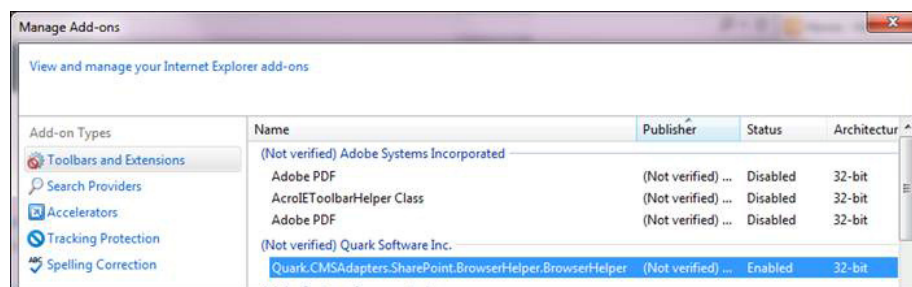 Manage Add-ons
View and manage your Internet Explorer add-ons
Add-on Types
Toolbars and Extensions
Search Providers
Accelerators
Tracking Protection
Spelling Correction
Name Publisher Status Architectur
(Not verified) Adobe Systems Incorporated
Adobe PDF (Not verified) ... Disabled 32-bit
AcroIEToolbarHelper Class (Not verified) ... Disabled 32-bit
Adobe PDF (Not verified) ... Disabled 32-bit
(Not verified) Quark Software Inc.
Quark.CMSAdapters.SharePoint.BrowserHelper.BrowserHelper (Not verified) ... Enabled 32-bit